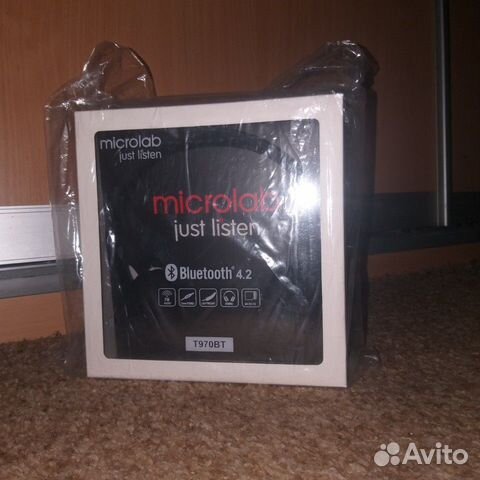 microlab
just listen
microlab
just listen
Bluetooth® 4.2
T970BT
Avito